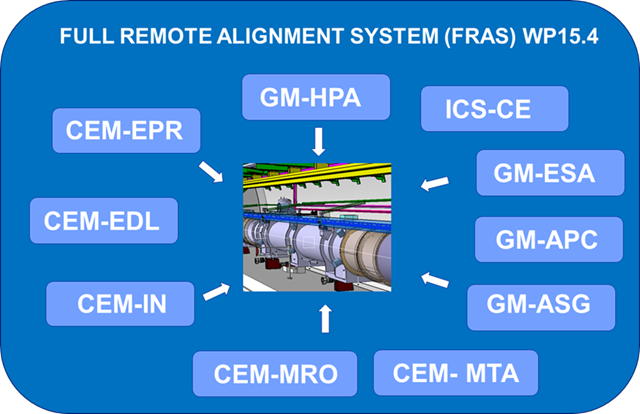 FULL REMOTE ALIGNMENT SYSTEM (FRAS) WP15.4
GM-HPA
ICS-CE
CEM-EPR
GM-ESA
CEM-EDL
GM-APC
CEM-IN
GM-ASG
CEM-MRO
CEM- MTA